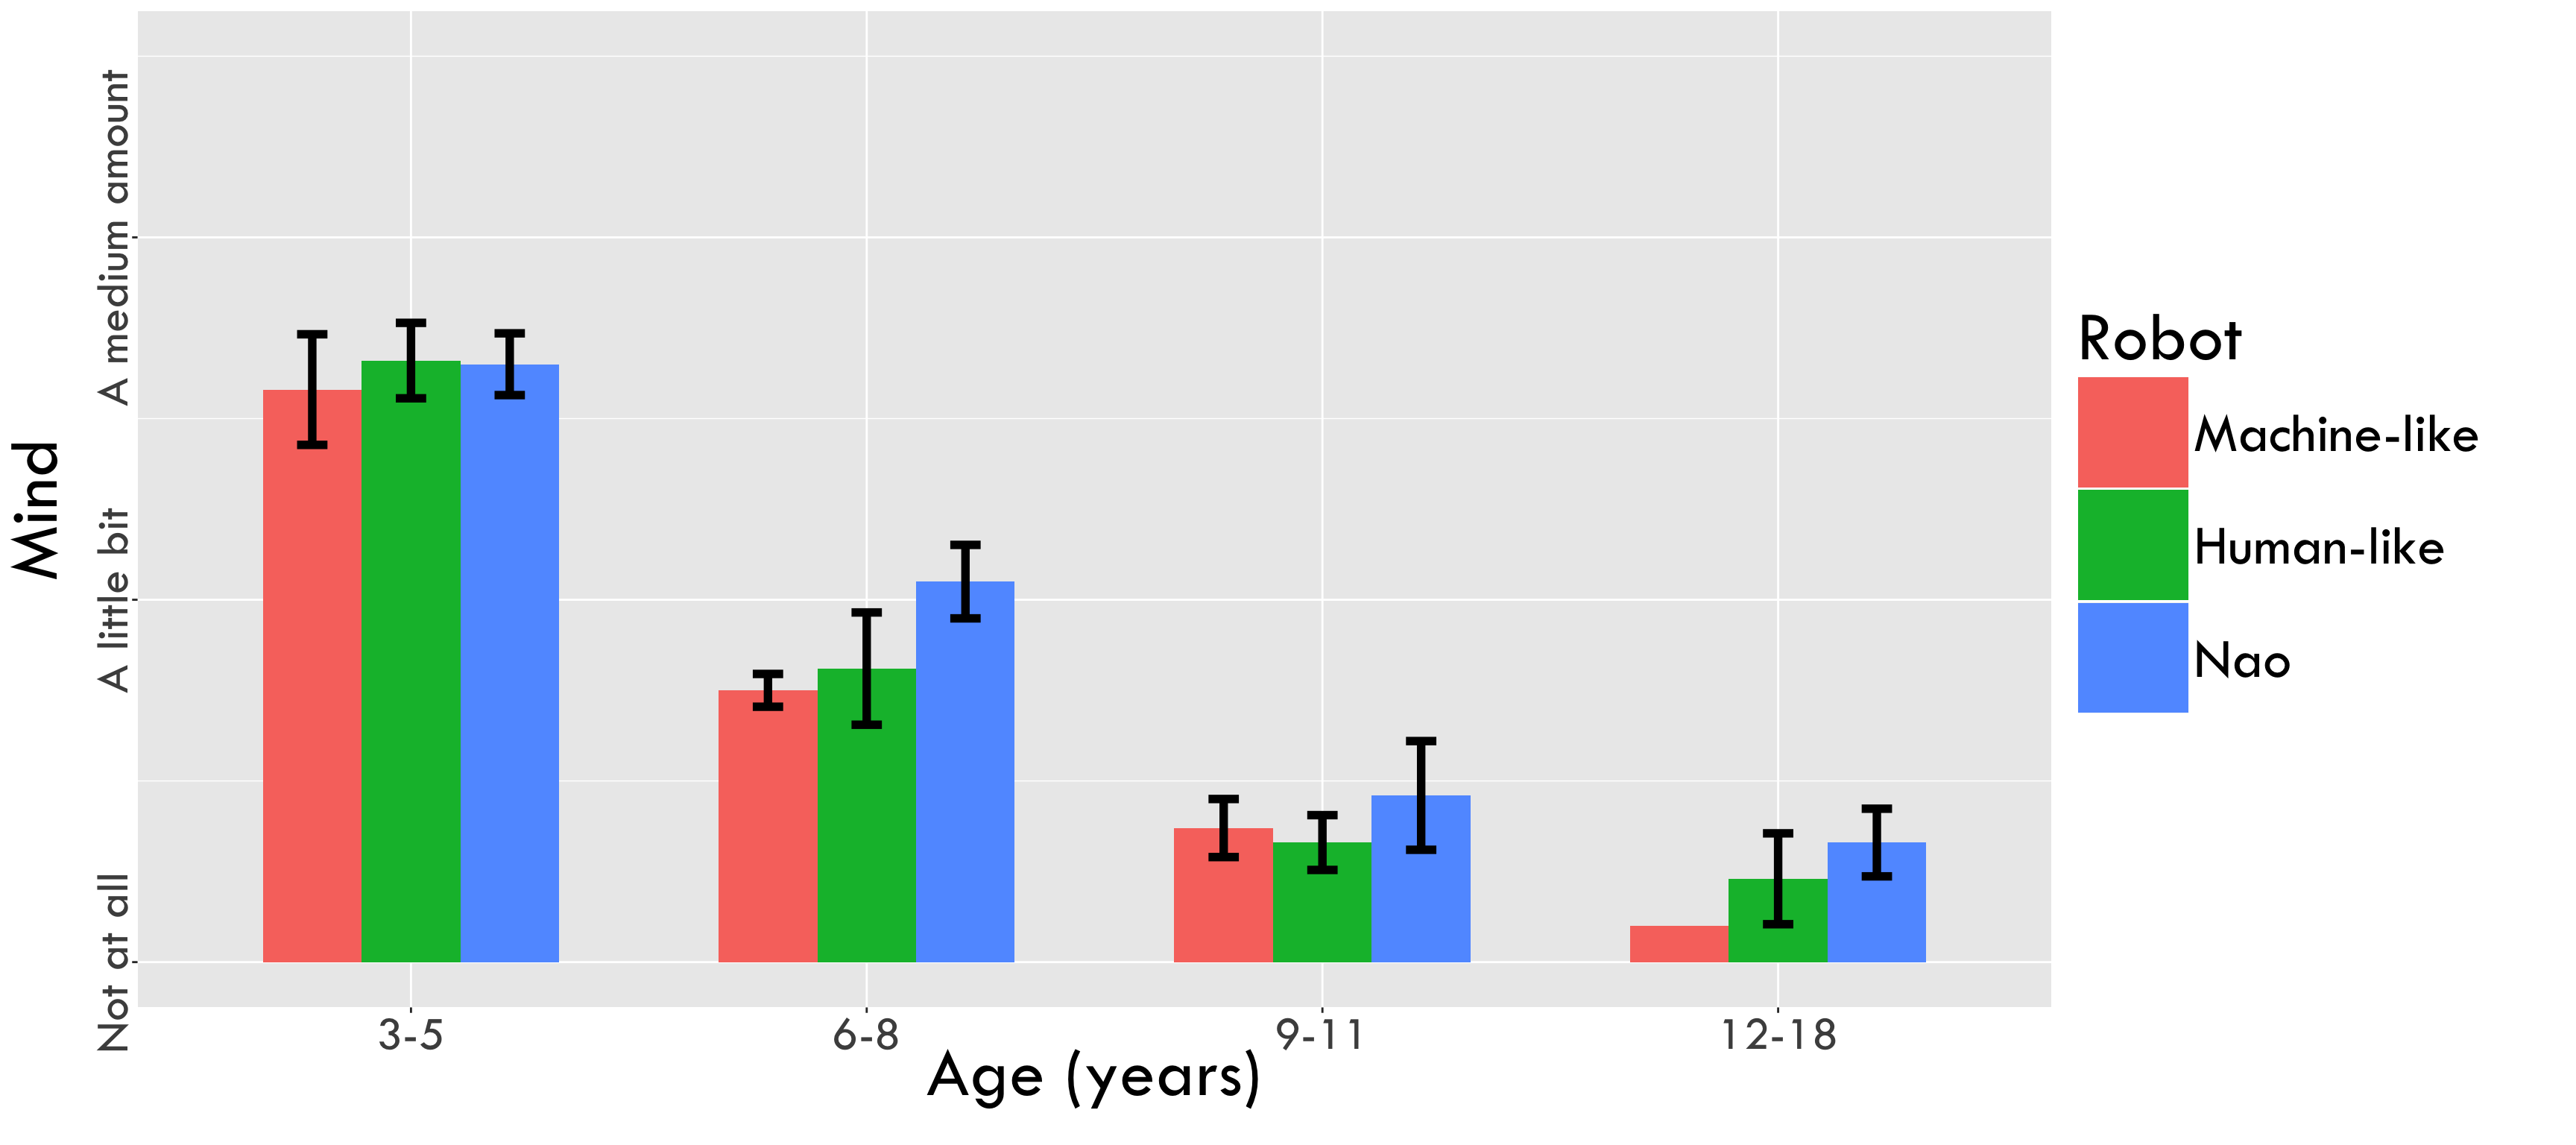 Mind
A medium amount
A little bit
Not at all
3-5
6-8
9-11
12-18
Age (years)
Robot
Machine-like
Human-like
Nao